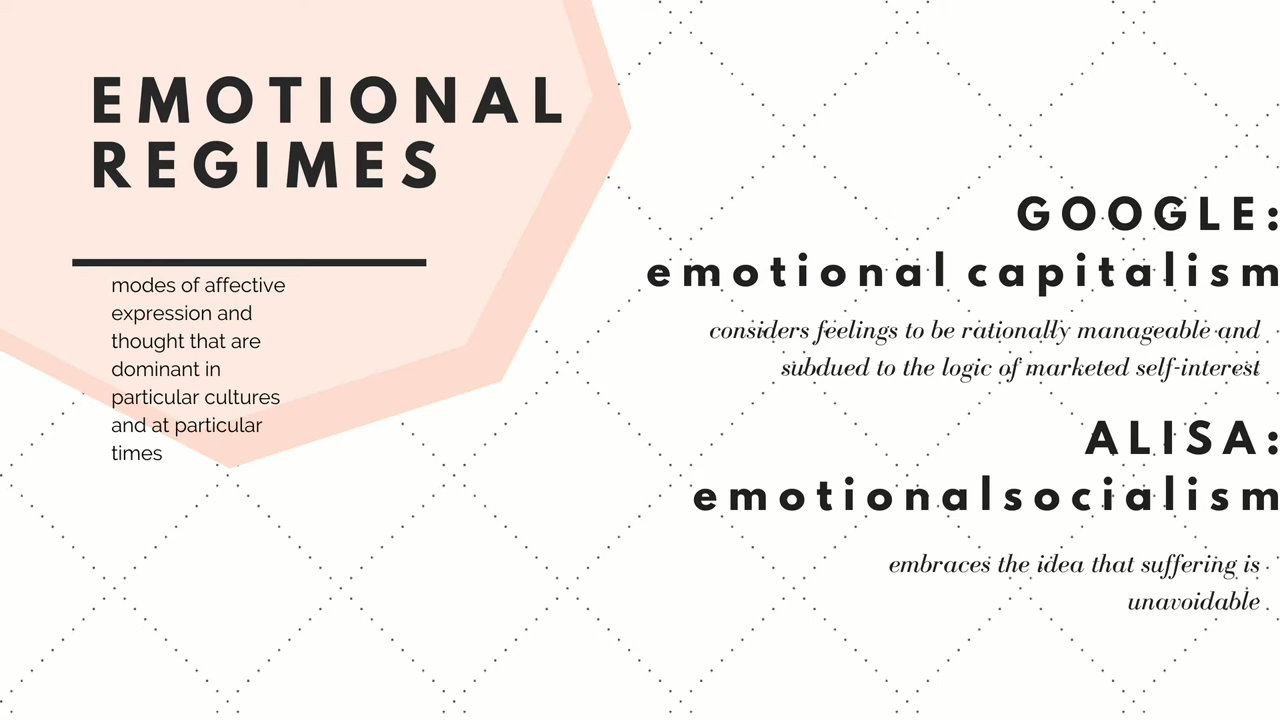 EMOTIONAL
REGIMES
modes of affective
expression and
thought that are
dominant in
particular cultures
and at particular
times
GOOGLE:
emotional capitalism
considers feelings to be rationally manageable and
subdued to the logic of marketed self-interest
ALISA:
emotionalsocialism
embraces the idea that suffering is
unavoidable